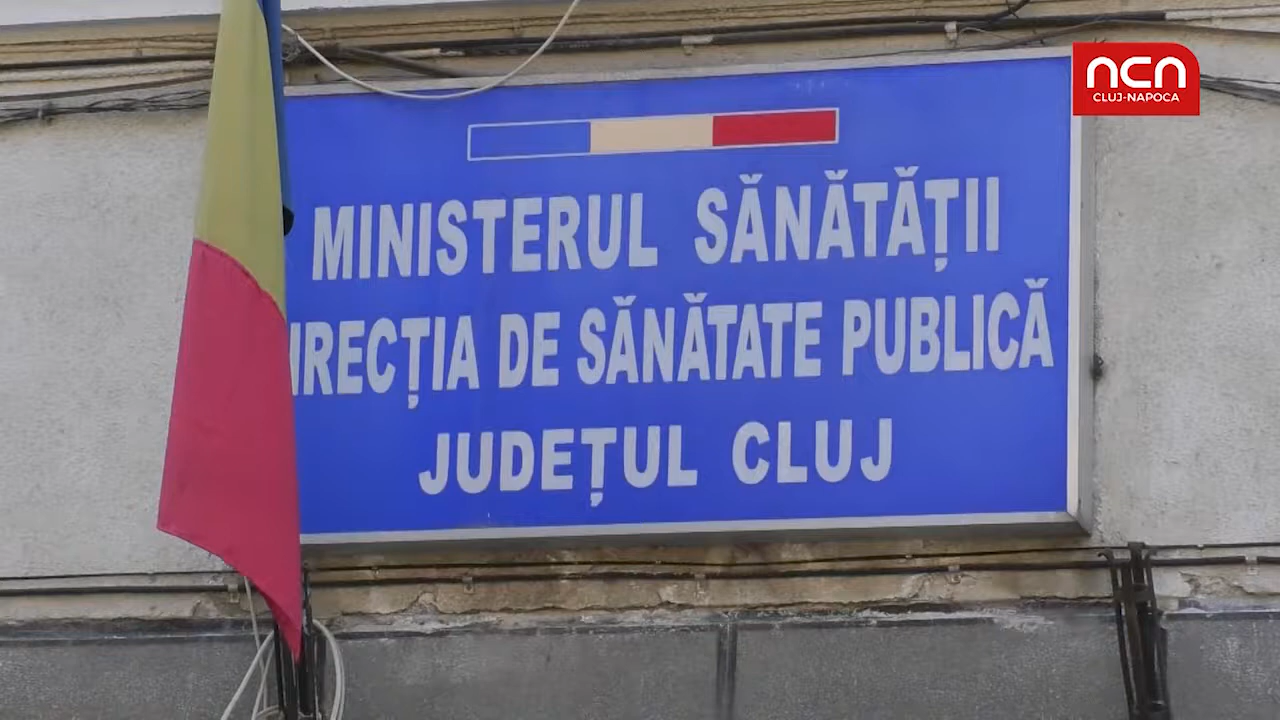 ncn
CLUJ-NAPOCA
MINISTERUL SĂNĂTĂȚII
IRECȚIA DE SĂNĂTATE PUBLICĂ
JUDEȚUL CLUJ